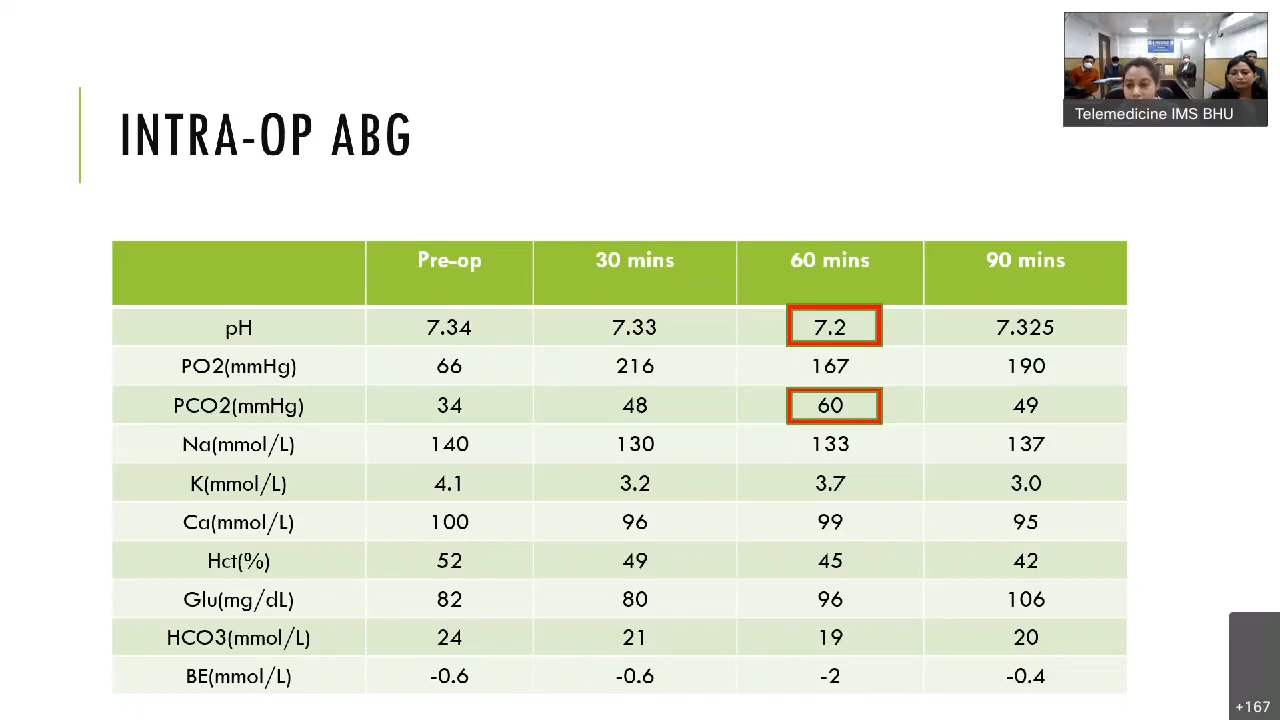 Telemedicine IMS BHU
INTRA-OP ABG
Pre-op 30 mins 60 mins 90 mins
pH 7.34 7.33 7.2 7.325
PO2(mmHg) 66 216 167 190
PCO2(mmHg) 34 48 60 49
Na(mmol/L) 140 130 133 137
K(mmol/L) 4.1 3.2 3.7 3.0
Ca(mmol/L) 100 96 99 95
Hct(%) 52 49 45 42
Glu(mg/dL) 82 80 96 106
HCO3(mmol/L) 24 21 19 20
BE(mmol/L) -0.6 -0.6 -2 -0.4
+167